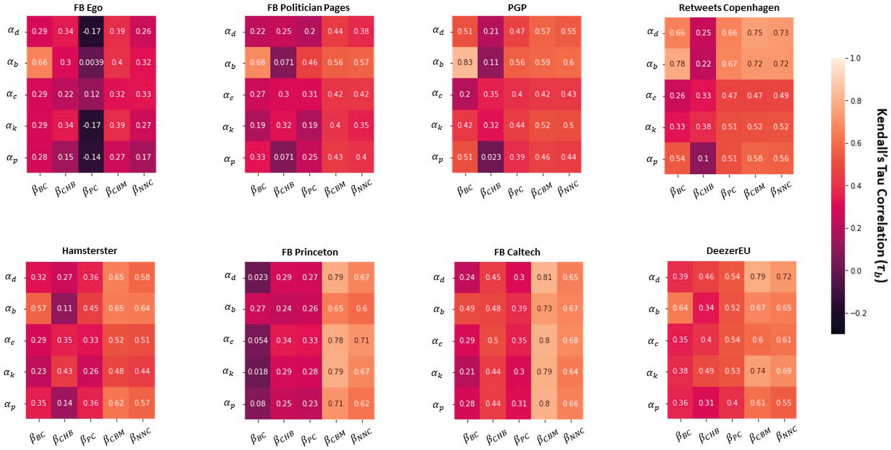 FB Ego
α_d 0.29 0.34 -0.17 0.39 0.26
α_b 0.66 0.3 0.0039 0.4 0.32
α_c 0.29 0.22 0.12 0.32 0.33
α_k 0.29 0.34 -0.17 0.39 0.27
α_p 0.28 0.15 -0.14 0.27 0.17
β_BC β_CHB β_PC β_CBM β_NNC
FB Politician Pages
α_d 0.22 0.25 0.2 0.44 0.38
α_b 0.68 0.071 0.46 0.56 0.57
α_c 0.27 0.3 0.31 0.42 0.42
α_k 0.19 0.32 0.19 0.4 0.35
α_p 0.33 0.071 0.25 0.43 0.4
β_BC β_CHB β_PC β_CBM β_NNC
PGP
α_d 0.51 0.21 0.47 0.57 0.55
α_b 0.83 0.11 0.56 0.59 0.6
α_c 0.2 0.35 0.4 0.42 0.43
α_k 0.42 0.32 0.44 0.52 0.5
α_p 0.51 0.023 0.39 0.46 0.44
β_BC β_CHB β_PC β_CBM β_NNC
Retweets Copenhagen
α_d 0.66 0.25 0.66 0.75 0.73
α_b 0.78 0.22 0.67 0.72 0.72
α_c 0.26 0.33 0.47 0.47 0.49
α_k 0.33 0.38 0.51 0.52 0.52
α_p 0.54 0.1 0.51 0.58 0.56
β_BC β_CHB β_PC β_CBM β_NNC
Hamsterster
α_d 0.32 0.27 0.36 0.65 0.58
α_b 0.57 0.11 0.45 0.65 0.64
α_c 0.29 0.35 0.33 0.52 0.51
α_k 0.23 0.43 0.26 0.48 0.44
α_p 0.35 0.14 0.36 0.62 0.57
β_BC β_CHB β_PC β_CBM β_NNC
FB Princeton
α_d 0.023 0.29 0.27 0.79 0.67
α_b 0.27 0.24 0.26 0.65 0.6
α_c 0.054 0.34 0.33 0.78 0.71
α_k 0.018 0.29 0.28 0.79 0.67
α_p 0.08 0.25 0.23 0.71 0.62
β_BC β_CHB β_PC β_CBM β_NNC
FB Caltech
α_d 0.24 0.45 0.3 0.81 0.65
α_b 0.49 0.48 0.39 0.73 0.67
α_c 0.29 0.5 0.35 0.8 0.68
α_k 0.21 0.44 0.3 0.79 0.64
α_p 0.28 0.44 0.31 0.8 0.66
β_BC β_CHB β_PC β_CBM β_NNC
DeezerEU
α_d 0.39 0.46 0.54 0.79 0.72
α_b 0.64 0.34 0.52 0.67 0.65
α_c 0.35 0.4 0.54 0.6 0.61
α_k 0.38 0.49 0.53 0.74 0.69
α_p 0.36 0.31 0.4 0.61 0.55
β_BC β_CHB β_PC β_CBM β_NNC
1.0
0.8
0.6
0.4
0.2
0.0
−0.2
Kendall's Tau Correlation (τ_b)